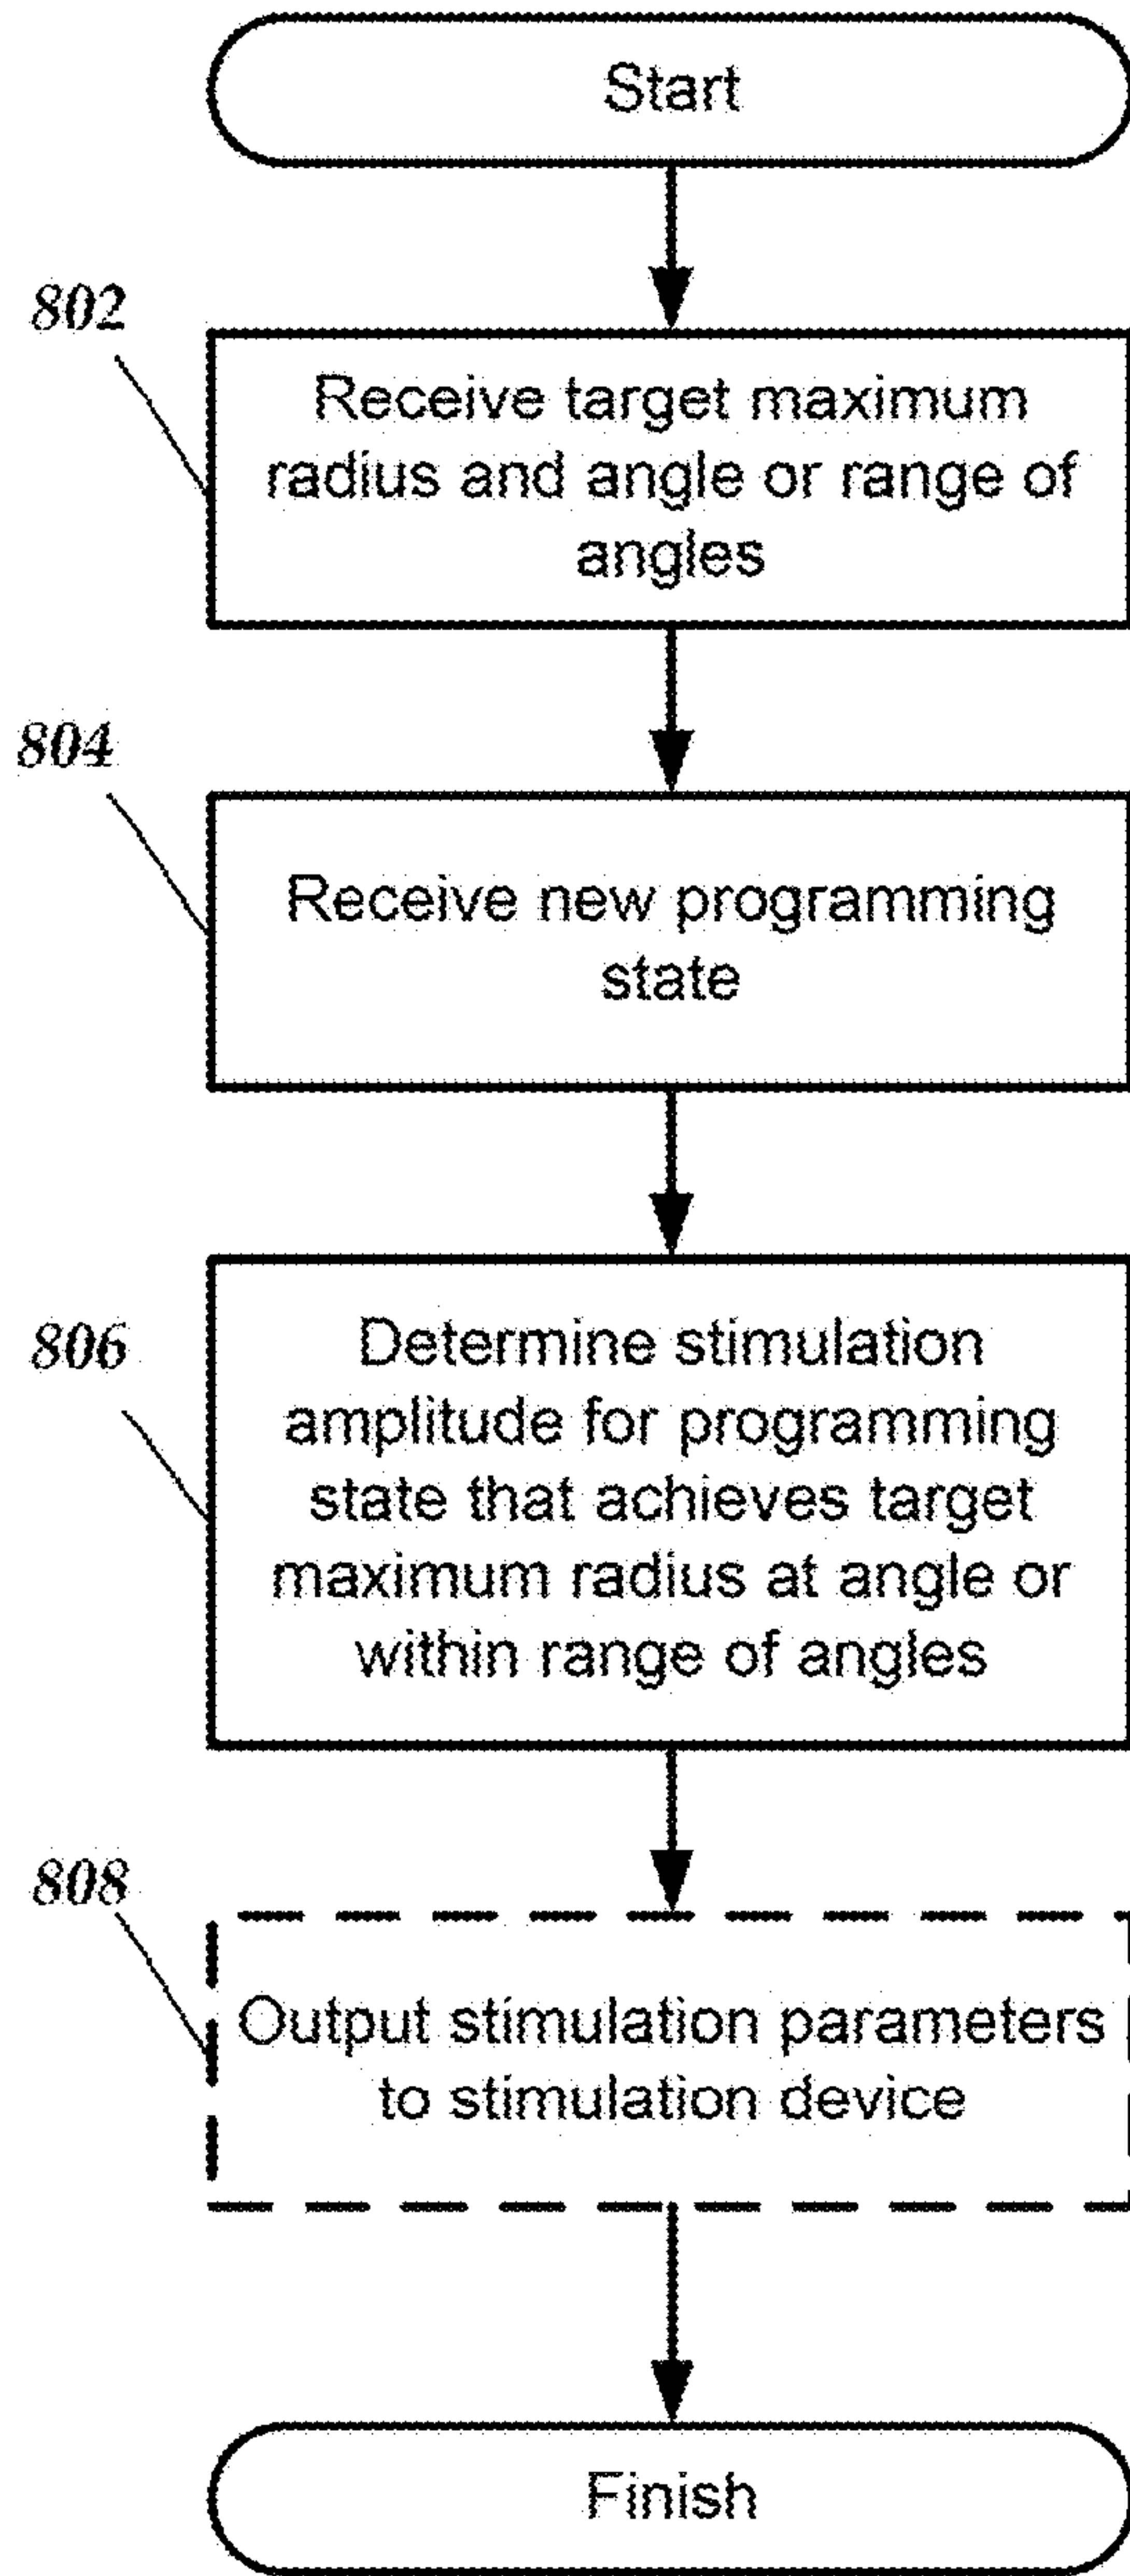 Start
802
Receive target maximum
radius and angle or range of
angles
804
Receive new programming
state
806
Determine stimulation
amplitude for programming
state that achieves target
maximum radius at angle or
within range of angles
808
Output stimulation parameters
to stimulation device
Finish